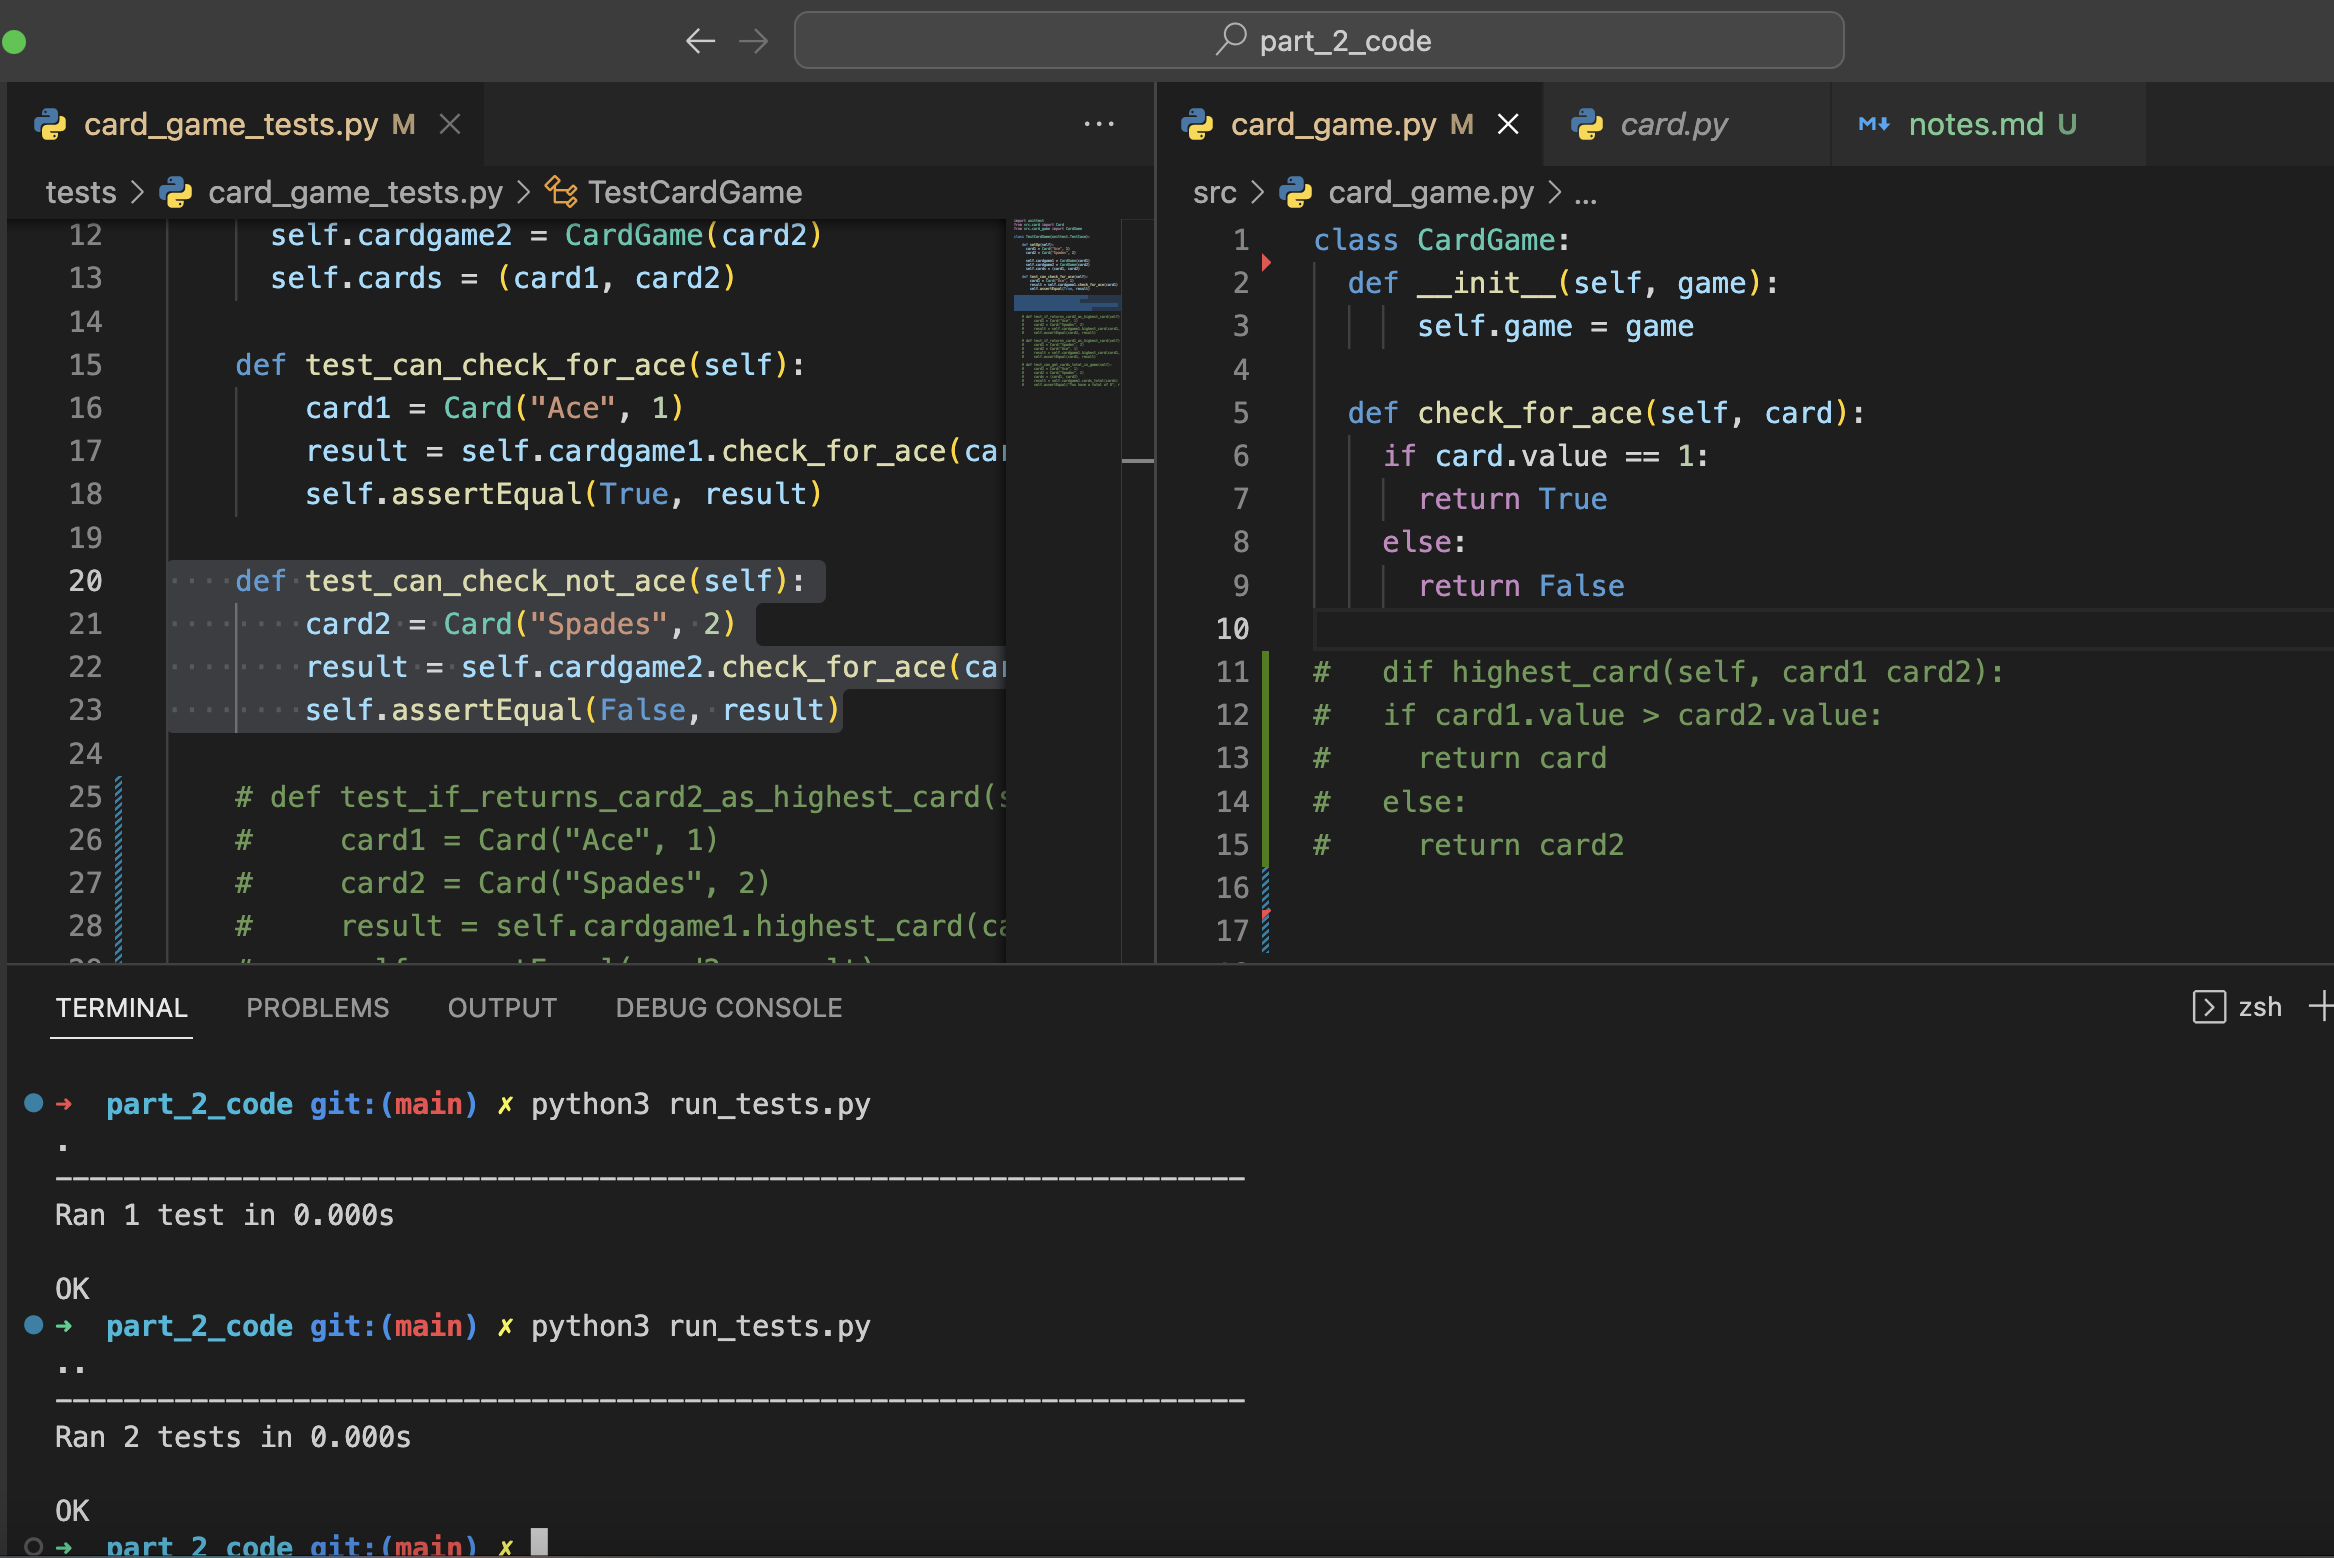 part_2_code
card_game_tests.py M
card_game.py M
card.py
notes.md U
tests > card_game_tests.py > TestCardGame
12 self.cardgame2 = CardGame(card2)
13 self.cards = (card1, card2)
14
15 def test_can_check_for_ace(self):
16 card1 = Card("Ace", 1)
17 result = self.cardgame1.check_for_ace(car
18 self.assertEqual(True, result)
19
20 def test_can_check_not_ace(self):
21 card2 = Card("Spades", 2)
22 result = self.cardgame2.check_for_ace(car
23 self.assertEqual(False, result)
24
25 # def test_if_returns_card2_as_highest_card(s
26 # card1 = Card("Ace", 1)
27 # card2 = Card("Spades", 2)
28 # result = self.cardgame1.highest_card(ca
src > card_game.py > ...
1 class CardGame:
2 def __init__(self, game):
3 self.game = game
4
5 def check_for_ace(self, card):
6 if card.value == 1:
7 return True
8 else:
9 return False
10
11 # dif highest_card(self, card1 card2):
12 # if card1.value > card2.value:
13 # return card
14 # else:
15 # return card2
16
17
TERMINAL PROBLEMS OUTPUT DEBUG CONSOLE
zsh
➜ part_2_code git:(main) ✗ python3 run_tests.py
.
----------------------------------------------------------------------
Ran 1 test in 0.000s
OK
➜ part_2_code git:(main) ✗ python3 run_tests.py
..
----------------------------------------------------------------------
Ran 2 tests in 0.000s
OK
➜ part_2_code git:(main) ✗